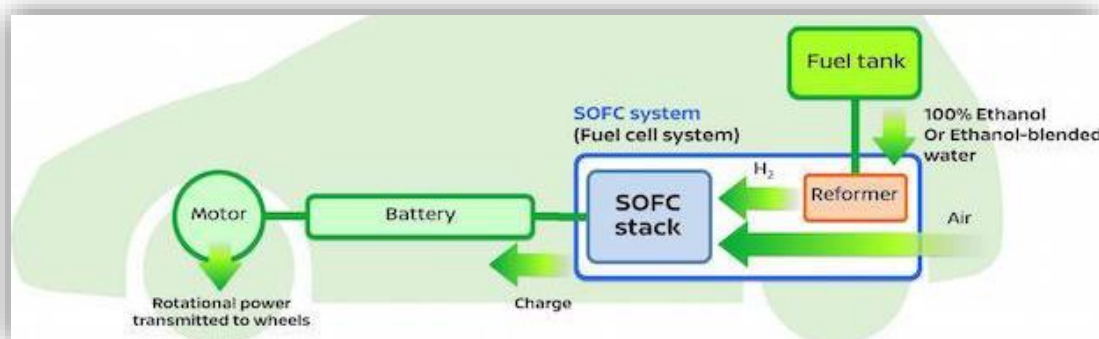 Fuel tank
SOFC system
(Fuel cell system)
100% Ethanol
Or Ethanol-blended
water
H₂
Reformer
Motor
Battery
SOFC
stack
Air
Charge
Rotational power
transmitted to wheels